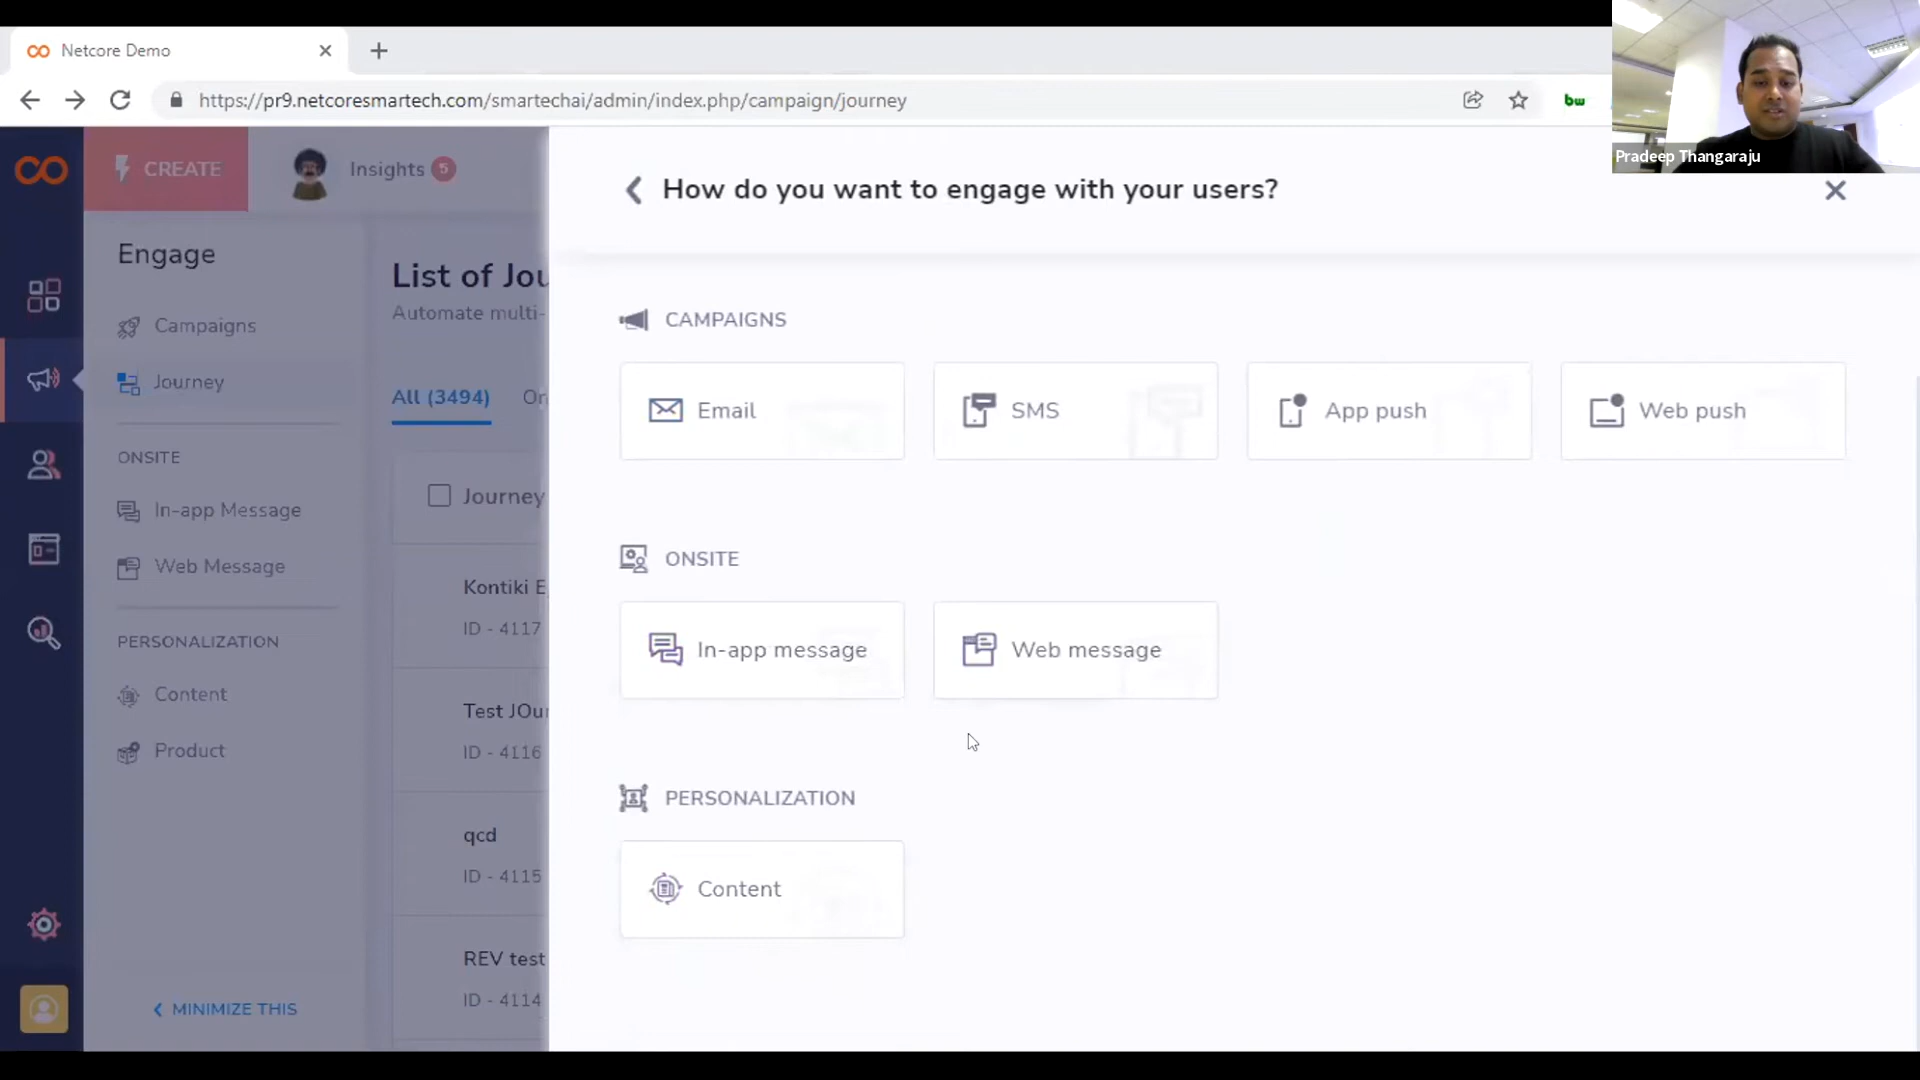 Netcore Demo
https://pr9.netcoresmartech.com/smartechai/admin/index.php/campaign/journey
bw
Pradeep Thangaraju
CREATE
Insights 5
How do you want to engage with your users?
Engage
Campaigns
Journey
ONSITE
In-app Message
Web Message
PERSONALIZATION
Content
Product
MINIMIZE THIS
List of Jou
Automate multi-
All (3494) On
Journey
Kontiki E
ID - 4117
Test JOur
ID - 4116
qcd
ID - 4115
REV test
ID - 4114
CAMPAIGNS
Email
SMS
App push
Web push
ONSITE
In-app message
Web message
PERSONALIZATION
Content